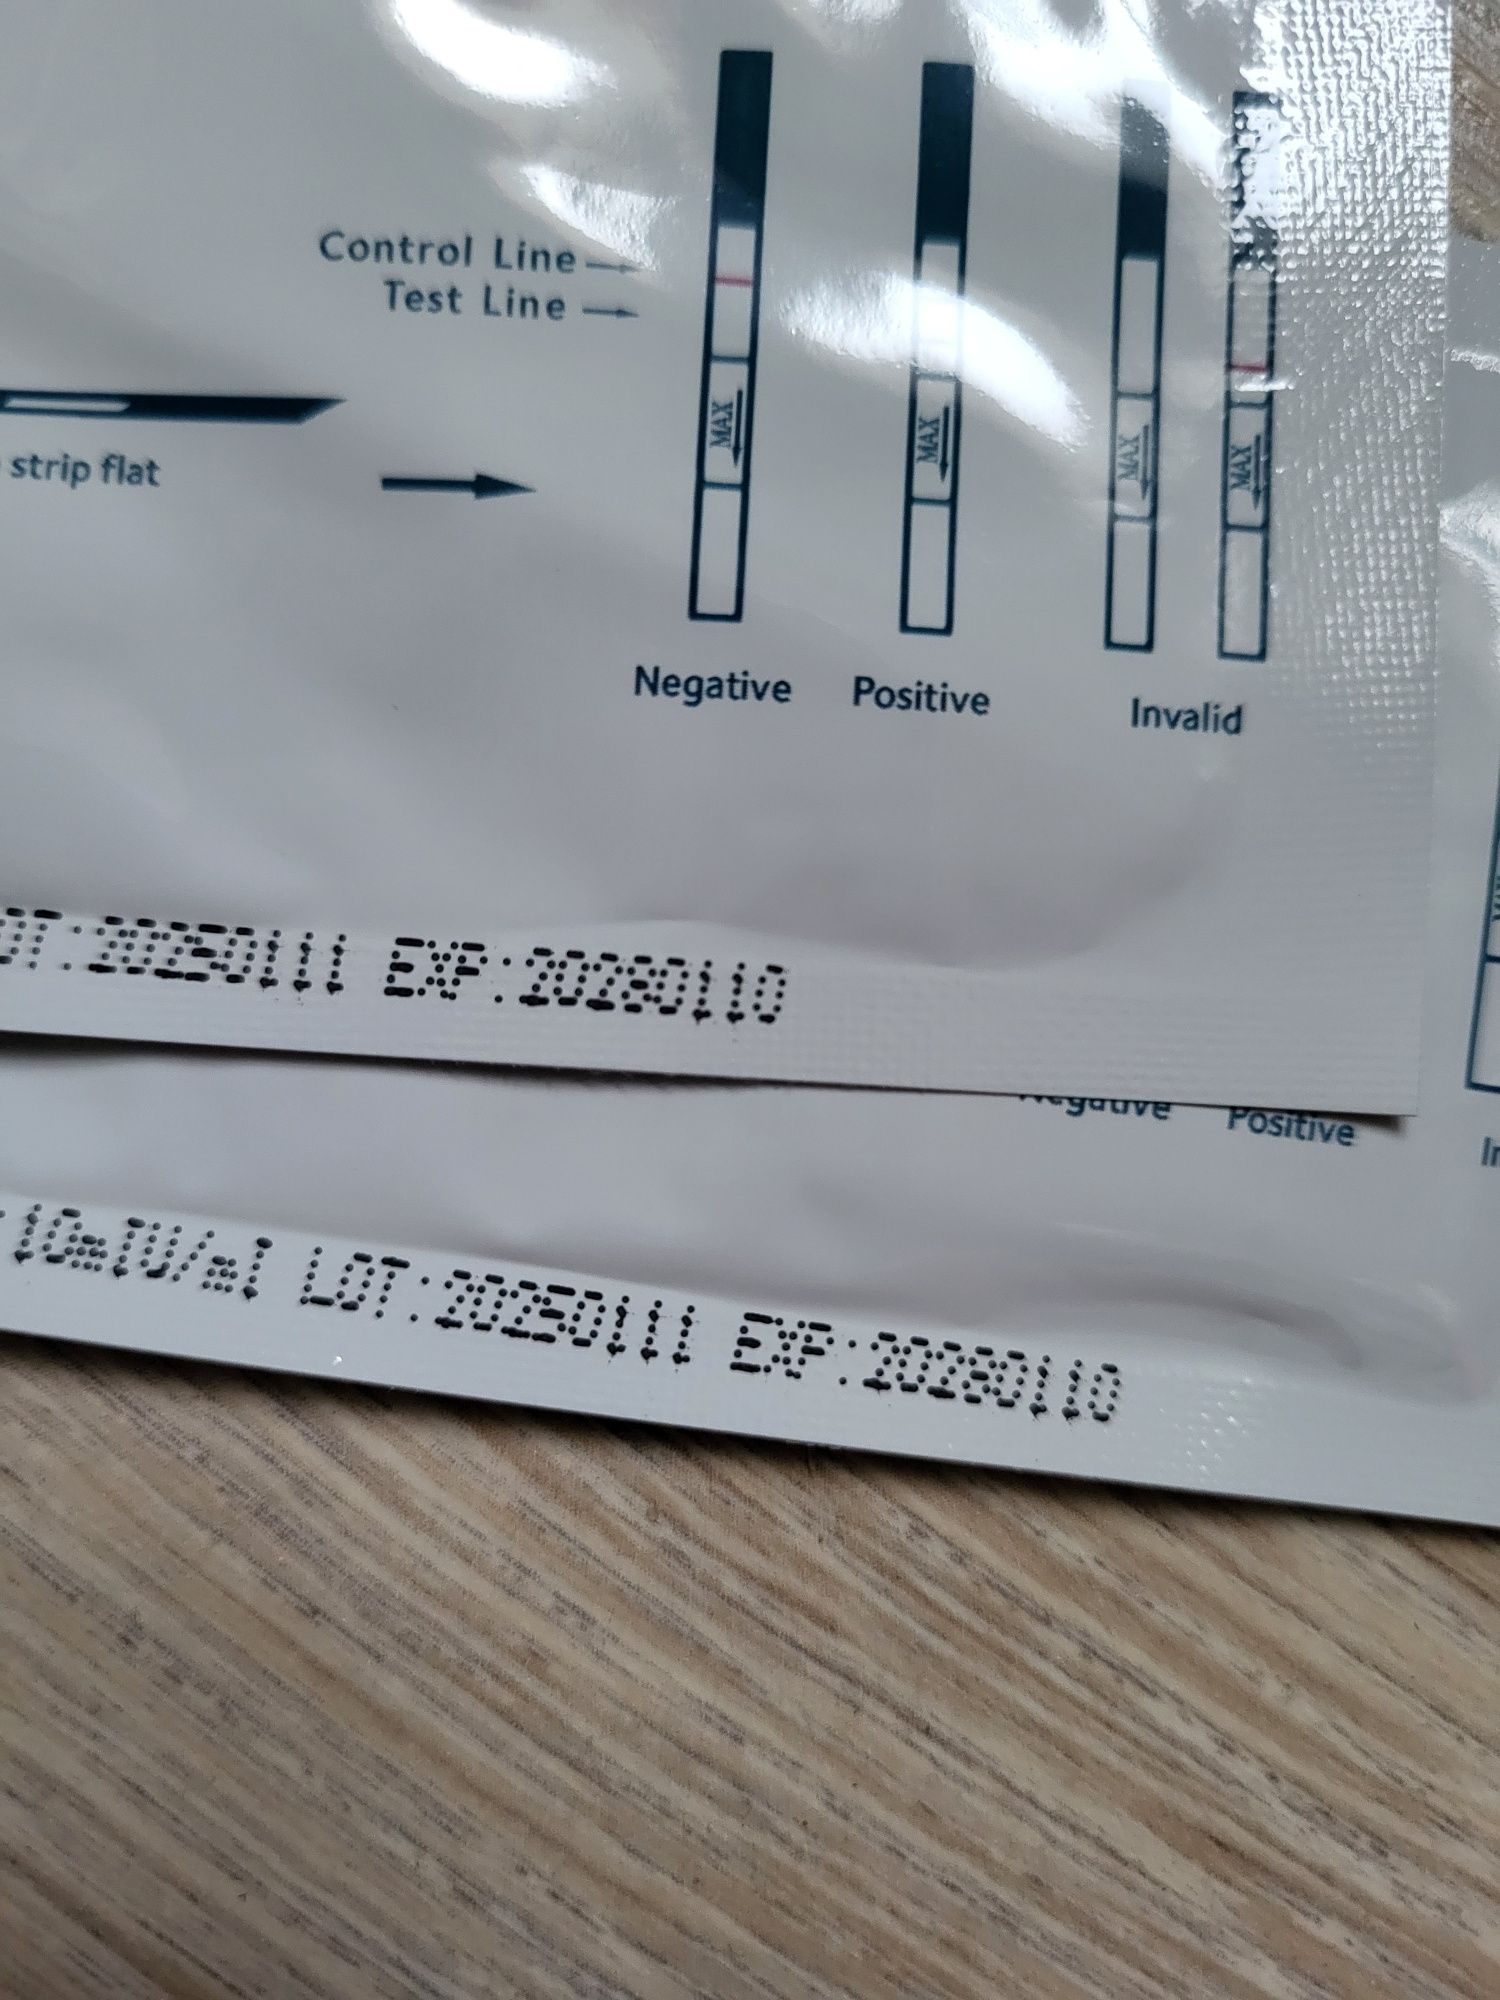 Control Line
Test Line
strip flat
MAX
MAX
MAX
MAX
Negative
Positive
Invalid
OT:20250111 EXP:20280110
Negative
Positive
10mIU/ml LOT:20250111 EXP:20280110